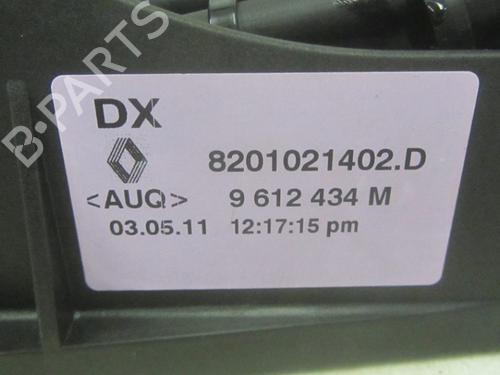 B-PARTS
DX
8201021402.D
<AUQ> 9 612 434 M
03.05.11 12:17:15 pm